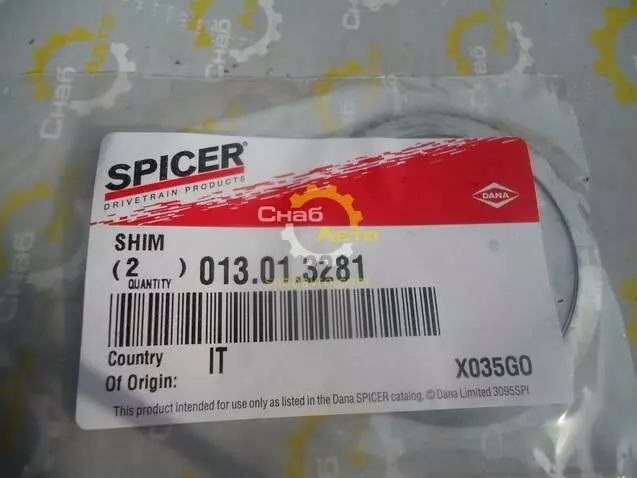 SPICER®
DRIVETRAIN PRODUCTS
DANA
Снаб
Авто
SHIM
( 2 ) 013.01.3281
QUANTITY
Country
Of Origin:
IT
X035GO
This product intended for use only as listed in the Dana SPICER catalog. © Dana Limited 3095SPI